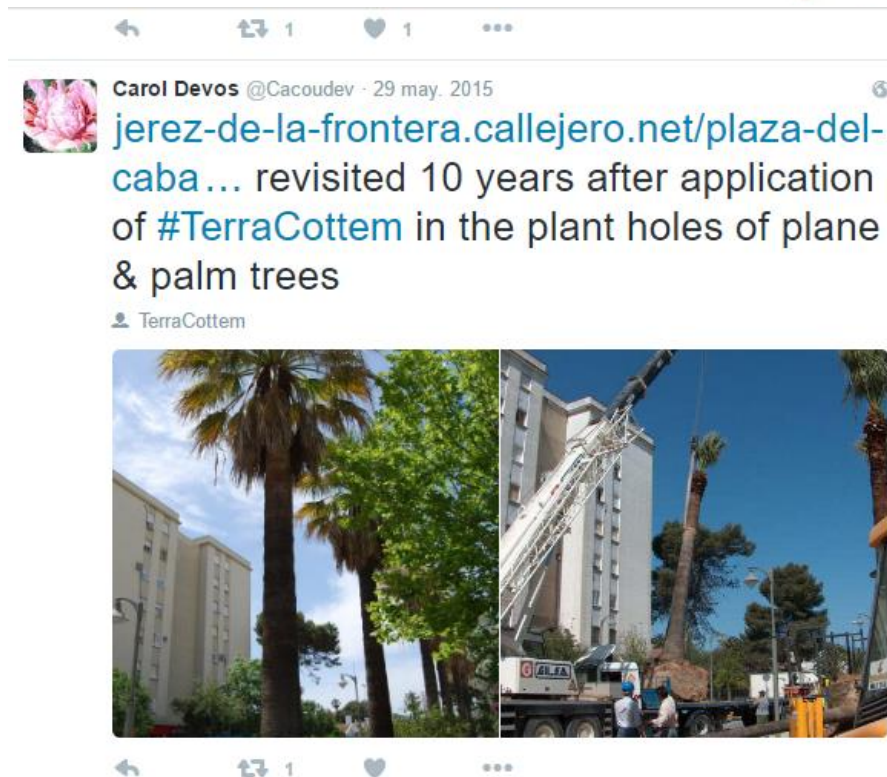 1 1
Carol Devos @Cacoudev · 29 may. 2015
jerez-de-la-frontera.callejero.net/plaza-del-
caba… revisited 10 years after application
of #TerraCottem in the plant holes of plane
& palm trees
TerraCottem
GILSA
1